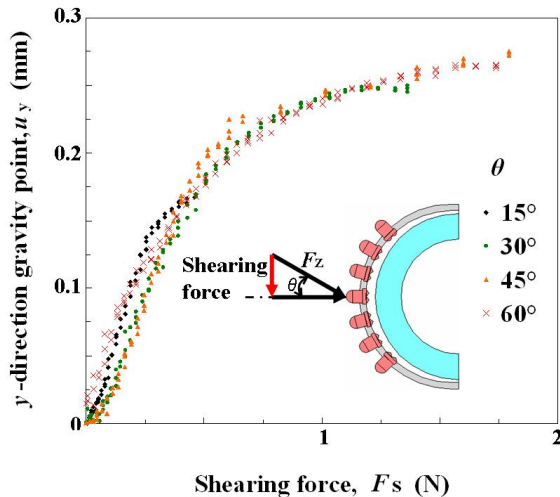 0.3
0.2
0.1
0
1
2
y-direction gravity point, u y (mm)
Shearing force, Fs (N)
θ
15°
30°
45°
60°
Shearing
force
Fz
θ